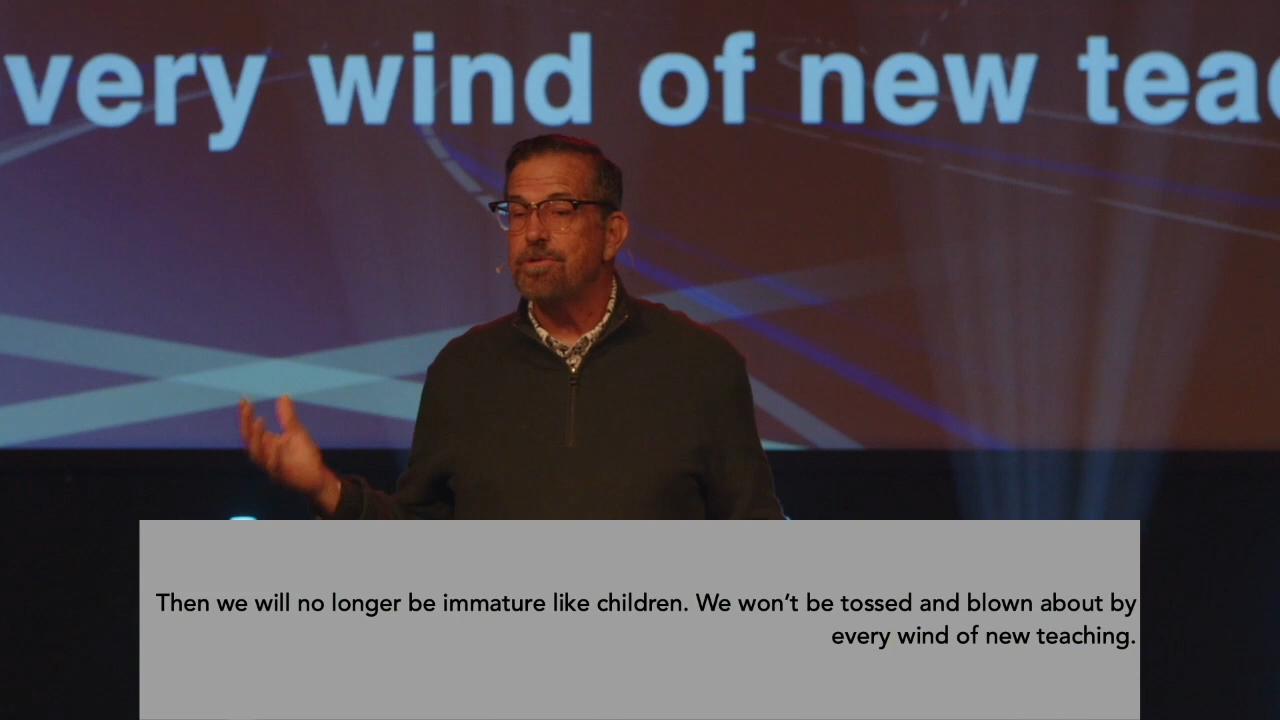 very wind of new teac
Then we will no longer be immature like children. We won't be tossed and blown about by
every wind of new teaching.